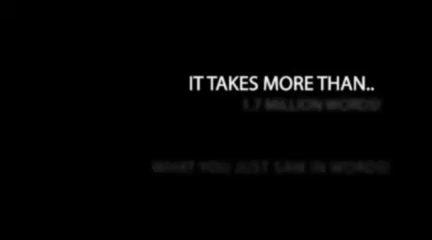 IT TAKES MORE THAN..
1.7 MILLION WORDS!
WHAT YOU JUST SAW IN WORDS!